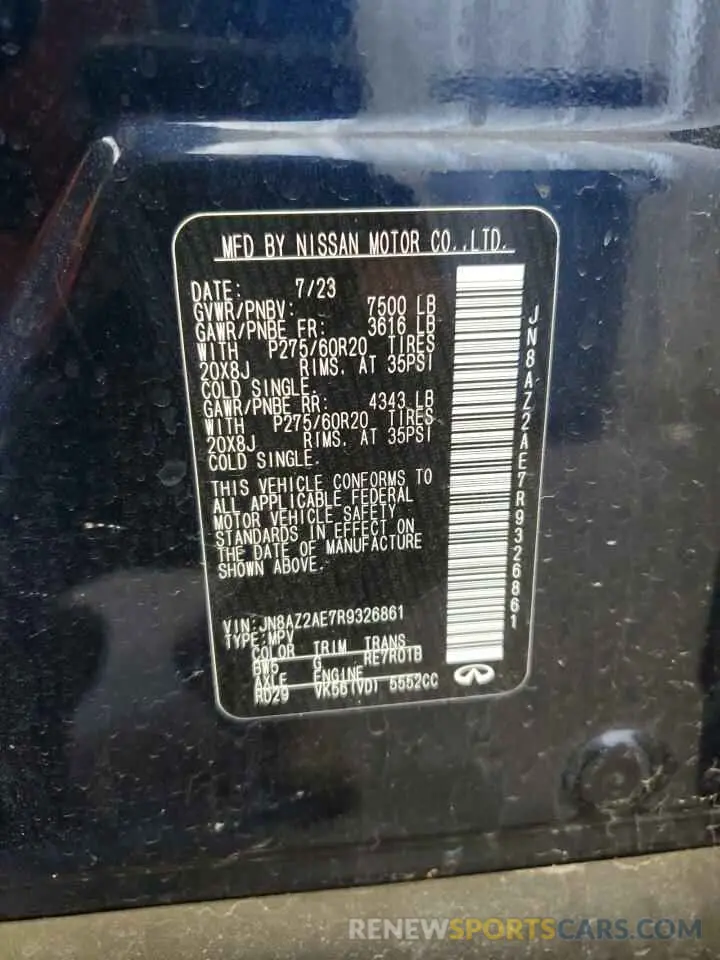 MFD BY NISSAN MOTOR CO.,LTD.
DATE: 7/23
GVWR/PNBV: 7500 LB
GAWR/PNBE FR: 3616 LB
WITH P275/60R20 TIRES
20X8J RIMS. AT 35PSI
COLD SINGLE.
GAWR/PNBE RR: 4343 LB
WITH P275/60R20 TIRES
20X8J RIMS. AT 35PSI
COLD SINGLE.
THIS VEHICLE CONFORMS TO
ALL APPLICABLE FEDERAL
MOTOR VEHICLE SAFETY
STANDARDS IN EFFECT ON
THE DATE OF MANUFACTURE
SHOWN ABOVE.
VIN:JN8AZ2AE7R9326861
TYPE:MPV
COLOR TRIM TRANS
BW5 G RE7R01B
AXLE ENGINE
RD29 VK56(VD) 5552CC
JN8AZ2AE7R9326861
RENEWSPORTSCARS.COM